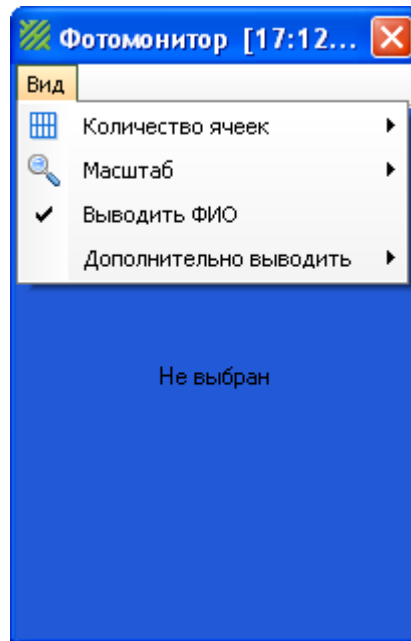 Фотомонитор [17:12...
Вид
Количество ячеек
Масштаб
Выводить ФИО
Дополнительно выводить
Не выбран